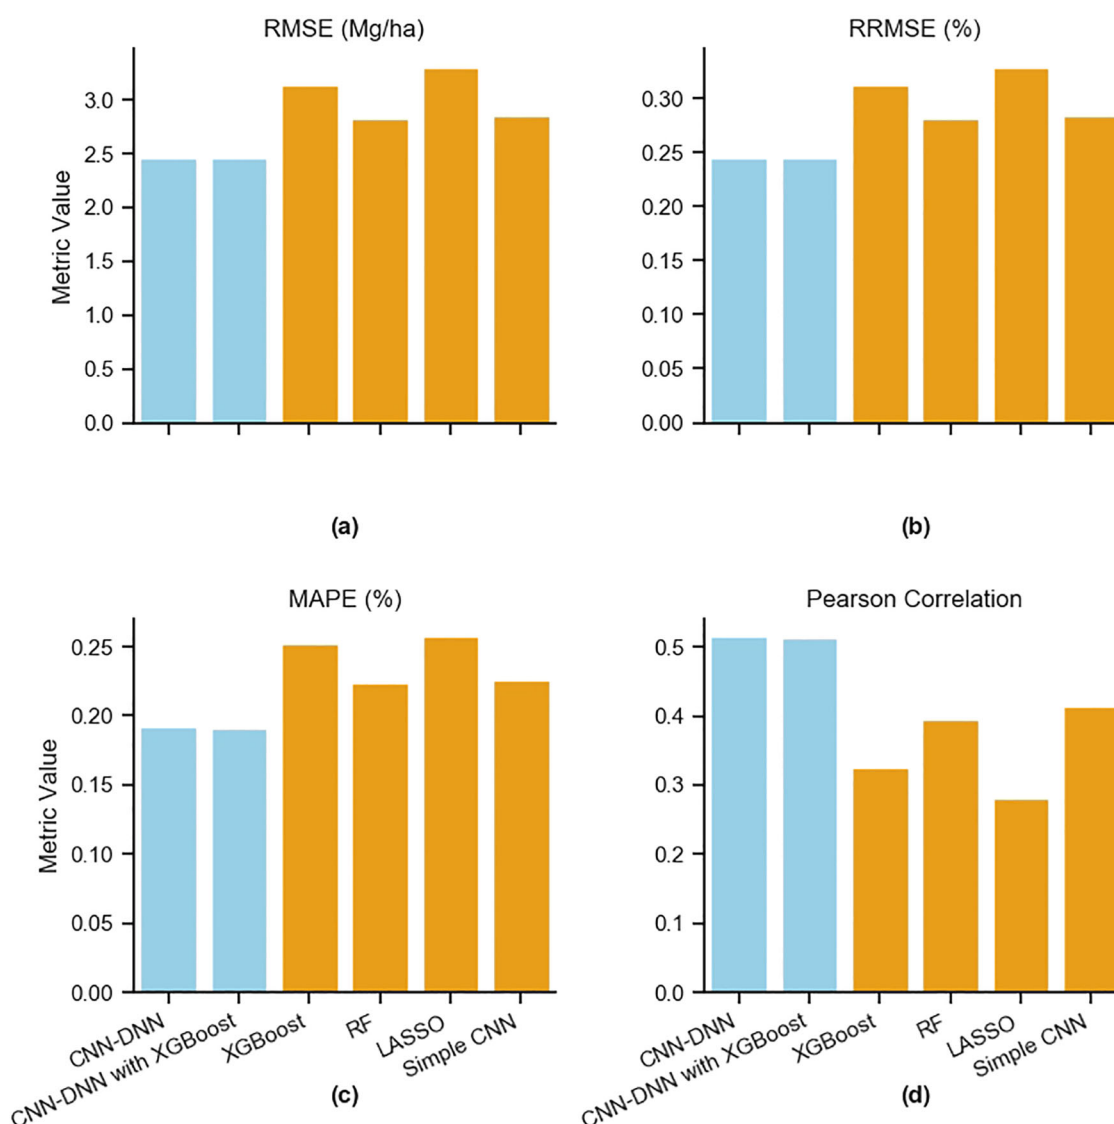 RMSE (Mg/ha)
RRMSE (%)
Metric Value
3.0
2.5
2.0
1.5
1.0
0.5
0.0
0.30
0.25
0.20
0.15
0.10
0.05
0.00
(a)
(b)
MAPE (%)
Pearson Correlation
Metric Value
0.25
0.20
0.15
0.10
0.05
0.00
0.5
0.4
0.3
0.2
0.1
0.0
CNN-DNN
CNN-DNN with XGBoost
XGBoost
RF
LASSO
Simple CNN
CNN-DNN
CNN-DNN with XGBoost
XGBoost
RF
LASSO
Simple CNN
(c)
(d)